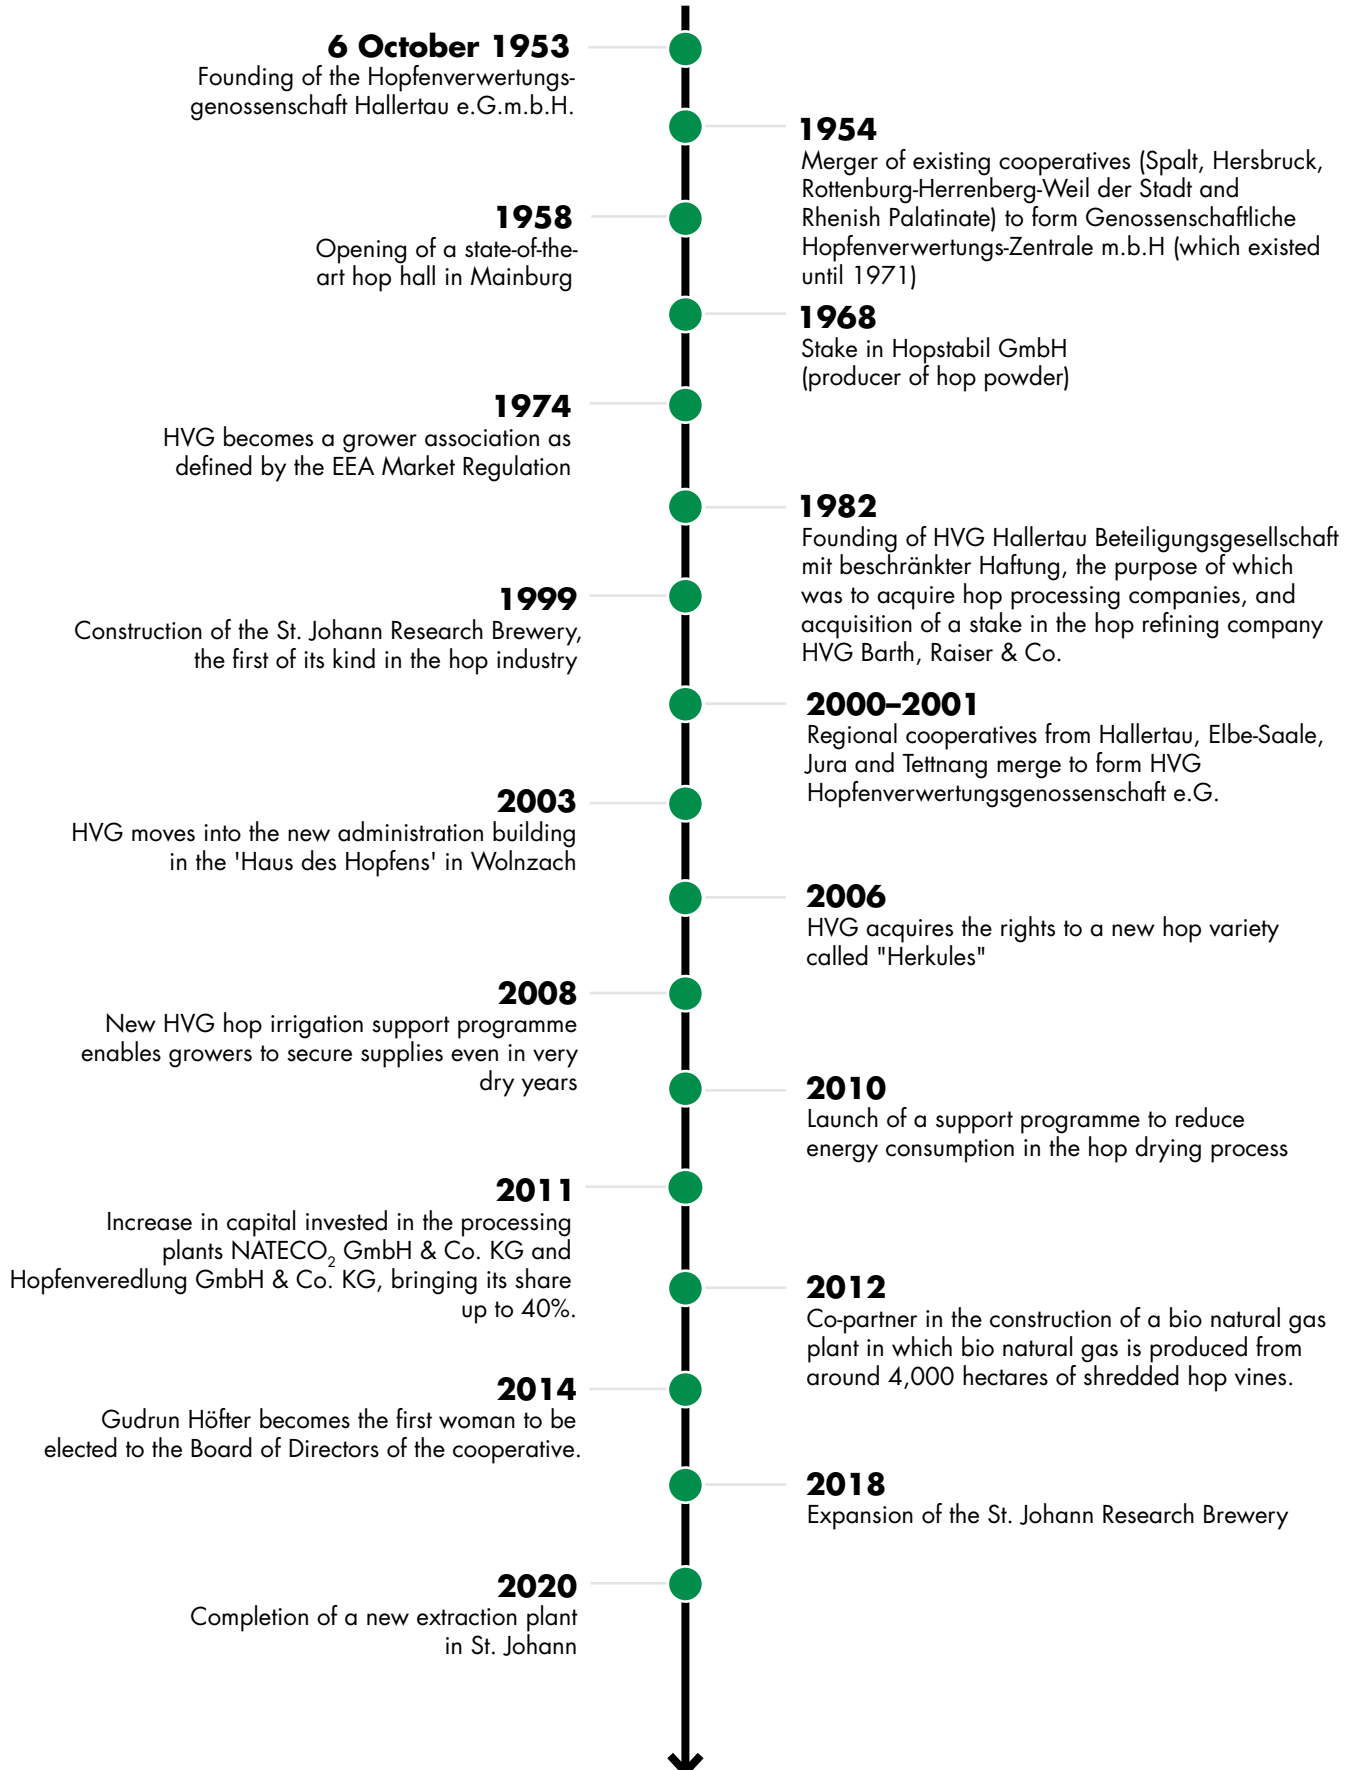 6 October 1953
Founding of the Hopfenverwertungs-
genossenschaft Hallertau e.G.m.b.H.
1954
Merger of existing cooperatives (Spalt, Hersbruck,
Rottenburg-Herrenberg-Weil der Stadt and
Rhenish Palatinate) to form Genossenschaftliche
Hopfenverwertungs-Zentrale m.b.H (which existed
until 1971)
1958
Opening of a state-of-the-
art hop hall in Mainburg
1968
Stake in Hopstabil GmbH
(producer of hop powder)
1974
HVG becomes a grower association as
defined by the EEA Market Regulation
1982
Founding of HVG Hallertau Beteiligungsgesellschaft
mit beschränkter Haftung, the purpose of which
was to acquire hop processing companies, and
acquisition of a stake in the hop refining company
HVG Barth, Raiser & Co.
1999
Construction of the St. Johann Research Brewery,
the first of its kind in the hop industry
2000–2001
Regional cooperatives from Hallertau, Elbe-Saale,
Jura and Tettnang merge to form HVG
Hopfenverwertungsgenossenschaft e.G.
2003
HVG moves into the new administration building
in the 'Haus des Hopfens' in Wolnzach
2006
HVG acquires the rights to a new hop variety
called "Herkules"
2008
New HVG hop irrigation support programme
enables growers to secure supplies even in very
dry years
2010
Launch of a support programme to reduce
energy consumption in the hop drying process
2011
Increase in capital invested in the processing
plants NATECO₂ GmbH & Co. KG and
Hopfenveredlung GmbH & Co. KG, bringing its share
up to 40%.
2012
Co-partner in the construction of a bio natural gas
plant in which bio natural gas is produced from
around 4,000 hectares of shredded hop vines.
2014
Gudrun Höfter becomes the first woman to be
elected to the Board of Directors of the cooperative.
2018
Expansion of the St. Johann Research Brewery
2020
Completion of a new extraction plant
in St. Johann